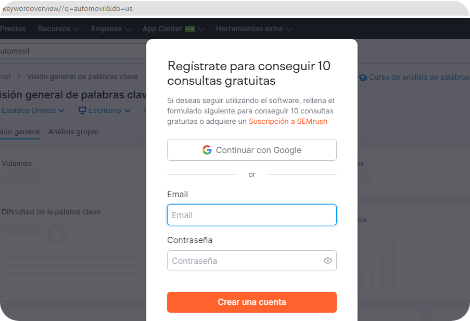 keywordoverview/?q=automovil&db=us
Precios Recursos Empresa App Center Herramientas extra
automovil
Visión general de palabras clave
Curso de análisis de palabras
Visión general de palabras clave
Estados Unidos Escritorio
Visión general Análisis grupal
Volumen
Dificultad de la palabra clave
Regístrate para conseguir 10
consultas gratuitas
Si deseas seguir utilizando el software, rellena el
formulario siguiente para conseguir 10 consultas
gratuitas o adquiere un Suscripción a SEMrush
Continuar con Google
or
Email
Email
Contraseña
Contraseña
Crear una cuenta